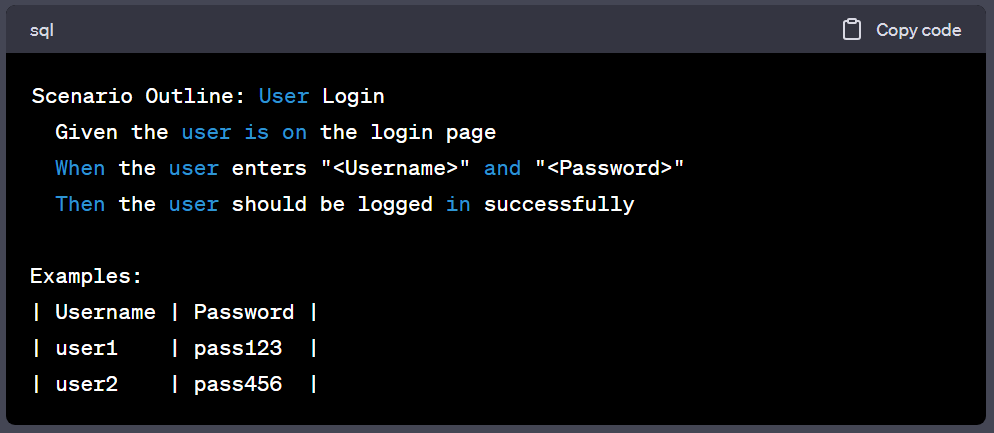 sql
Copy code
Scenario Outline: User Login
Given the user is on the login page
When the user enters "<Username>" and "<Password>"
Then the user should be logged in successfully
Examples:
| Username | Password |
| user1    | pass123  |
| user2    | pass456  |